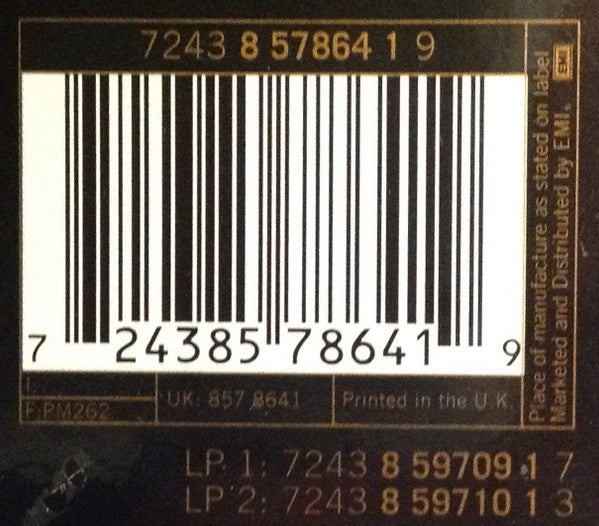 7243 8 57864 1 9
7 24385 78641 9
F:PM262
UK: 857 8641
Printed in the U.K.
Place of manufacture as stated on label
Marketed and Distributed by EMI. EMI
LP 1: 7243 8 59709 1 7
LP 2: 7243 8 59710 1 3